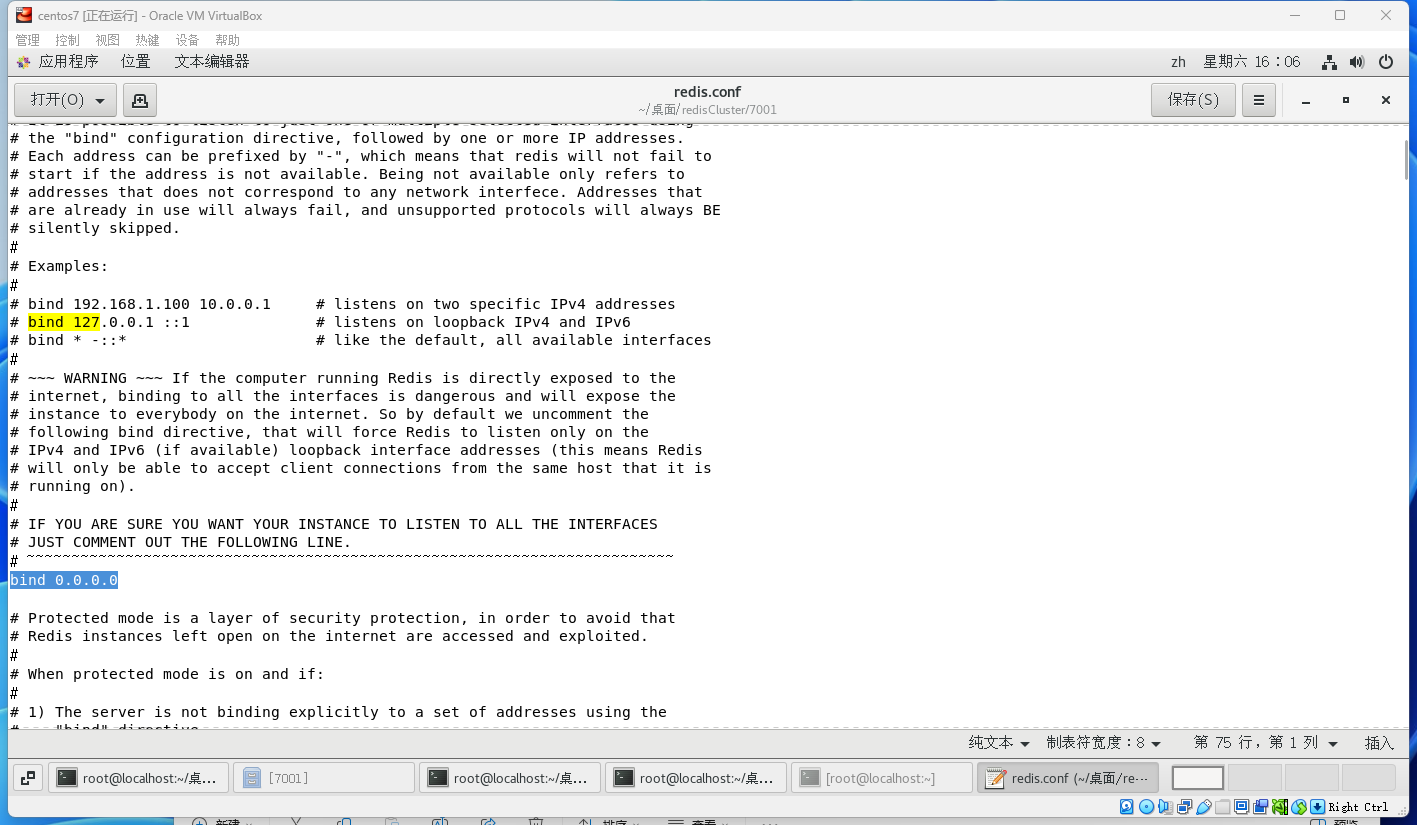 centos7 [正在运行] - Oracle VM VirtualBox
管理 控制 视图 热键 设备 帮助
应用程序 位置 文本编辑器 zh 星期六 16：06
打开(O) redis.conf 保存(S)
~/桌面/redisCluster/7001
# the "bind" configuration directive, followed by one or more IP addresses.
# Each address can be prefixed by "-", which means that redis will not fail to
# start if the address is not available. Being not available only refers to
# addresses that does not correspond to any network interfece. Addresses that
# are already in use will always fail, and unsupported protocols will always BE
# silently skipped.
#
# Examples:
#
# bind 192.168.1.100 10.0.0.1     # listens on two specific IPv4 addresses
# bind 127.0.0.1 ::1              # listens on loopback IPv4 and IPv6
# bind * -::*                     # like the default, all available interfaces
#
# ~~~ WARNING ~~~ If the computer running Redis is directly exposed to the
# internet, binding to all the interfaces is dangerous and will expose the
# instance to everybody on the internet. So by default we uncomment the
# following bind directive, that will force Redis to listen only on the
# IPv4 and IPv6 (if available) loopback interface addresses (this means Redis
# will only be able to accept client connections from the same host that it is
# running on).
#
# IF YOU ARE SURE YOU WANT YOUR INSTANCE TO LISTEN TO ALL THE INTERFACES
# JUST COMMENT OUT THE FOLLOWING LINE.
# ~~~~~~~~~~~~~~~~~~~~~~~~~~~~~~~~~~~~~~~~~~~~~~~~~~~~~~~~~~~~~~~~~~~~~~~~
bind 0.0.0.0
# Protected mode is a layer of security protection, in order to avoid that
# Redis instances left open on the internet are accessed and exploited.
#
# When protected mode is on and if:
#
# 1) The server is not binding explicitly to a set of addresses using the
#    "bind" directive.
纯文本 制表符宽度：8 第 75 行，第 1 列 插入
root@localhost:~/桌… [7001] root@localhost:~/桌… root@localhost:~/桌… [root@localhost:~] redis.conf (~/桌面/re…
Right Ctrl
新建 排序 查看 … 预览